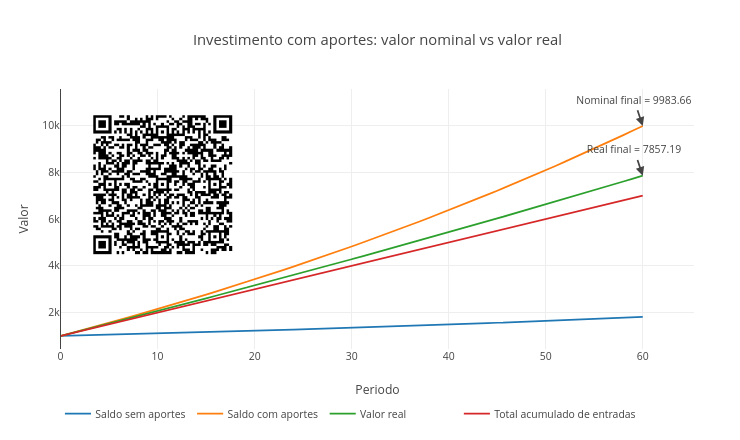 Investimento com aportes: valor nominal vs valor real
Nominal final = 9983.66
Real final = 7857.19
Valor
10k
8k
6k
4k
2k
0
10
20
30
40
50
60
Periodo
Saldo sem aportes
Saldo com aportes
Valor real
Total acumulado de entradas